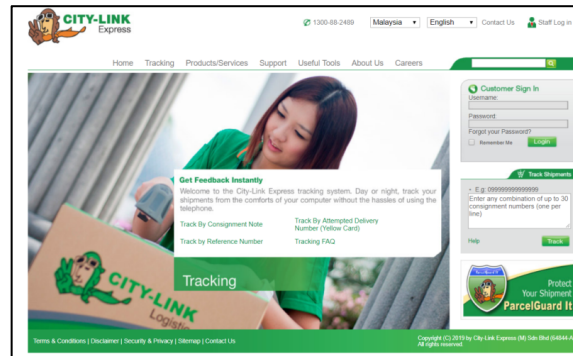 CITY-LINK
Express
1300-88-2489
Malaysia
English
Contact Us
Staff Log in
Home Tracking Products/Services Support Useful Tools About Us Careers
Customer Sign In
Username:
Password:
Forgot your Password?
Remember Me
Login
Track Shipments
E.g: 099999999999999
Enter any combination of up to 30
consignment numbers (one per
line)
Help
Track
Get Feedback Instantly
Welcome to the City-Link Express tracking system. Day or night, track your
shipments from the comforts of your computer without the hassles of using the
telephone.
Track By Consignment Note
Track By Attempted Delivery
Number (Yellow Card)
Track by Reference Number
Tracking FAQ
Tracking
CITY-LINK
Logistic
Protect
Your Shipment
ParcelGuard It
Terms & Conditions | Disclaimer | Security & Privacy | Sitemap | Contact Us
Copyright (C) 2019 by City-Link Express (M) Sdn Bhd
All rights reserved.